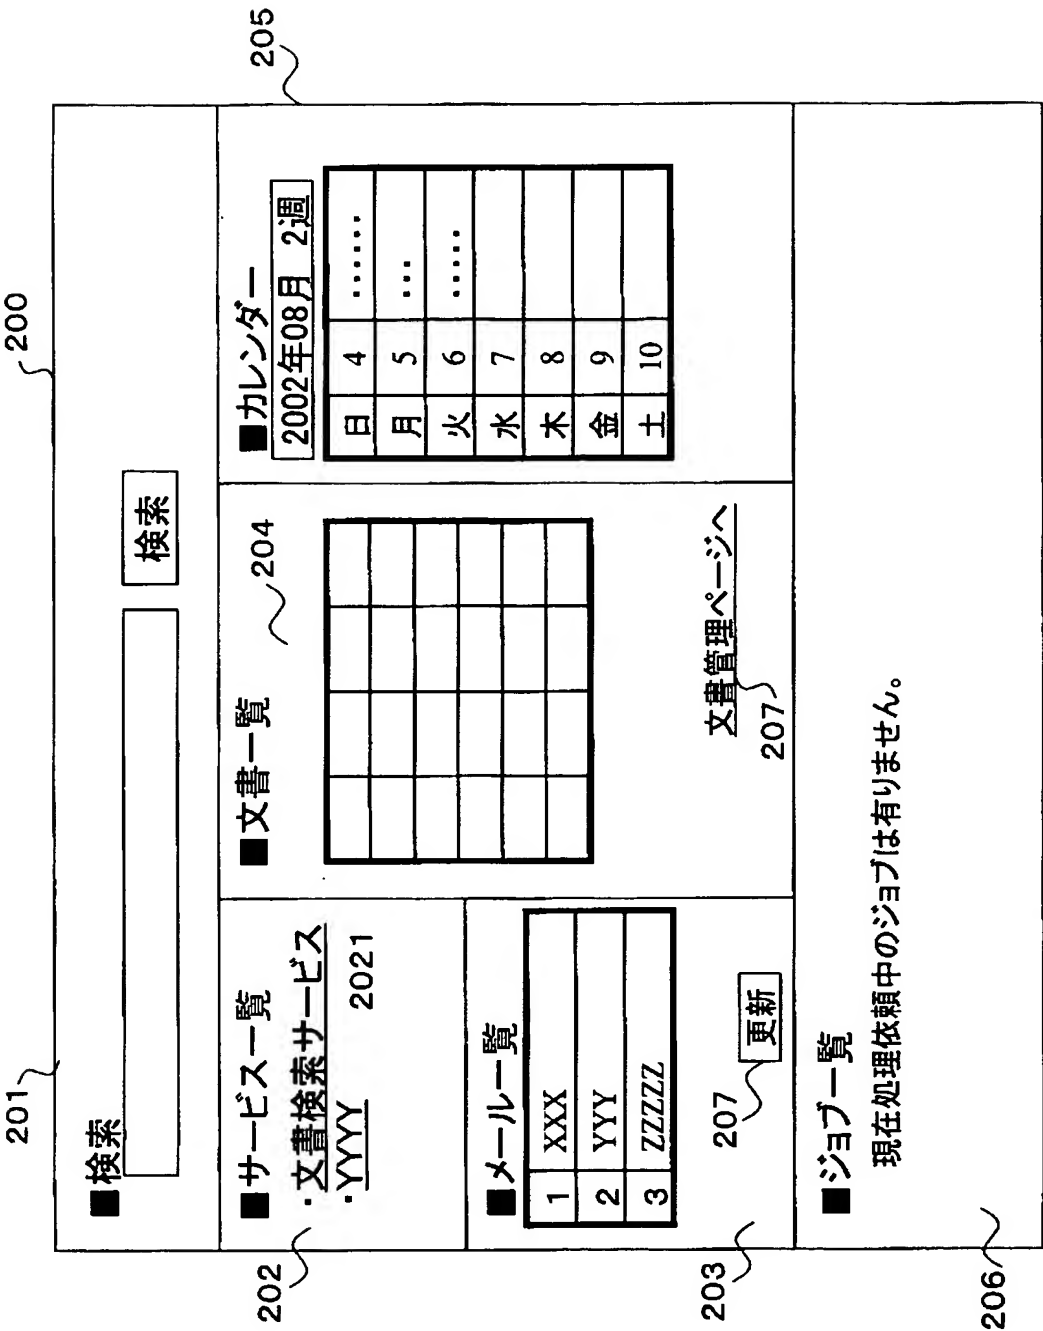 200
201
■検索
検索
205
■サービス一覧
・文書検索サービス
・YYYY
2021
202
■文書一覧
204
文書管理ページへ
207
■カレンダー
2002年08月 2週
日 4 ......
月 5 ...
火 6 .....
水 7
木 8
金 9
土 10
■メール一覧
1 XXX
2 YYY
3 ZZZZZ
207
更新
203
■ジョブ一覧
現在処理依頼中のジョブは有りません。
206